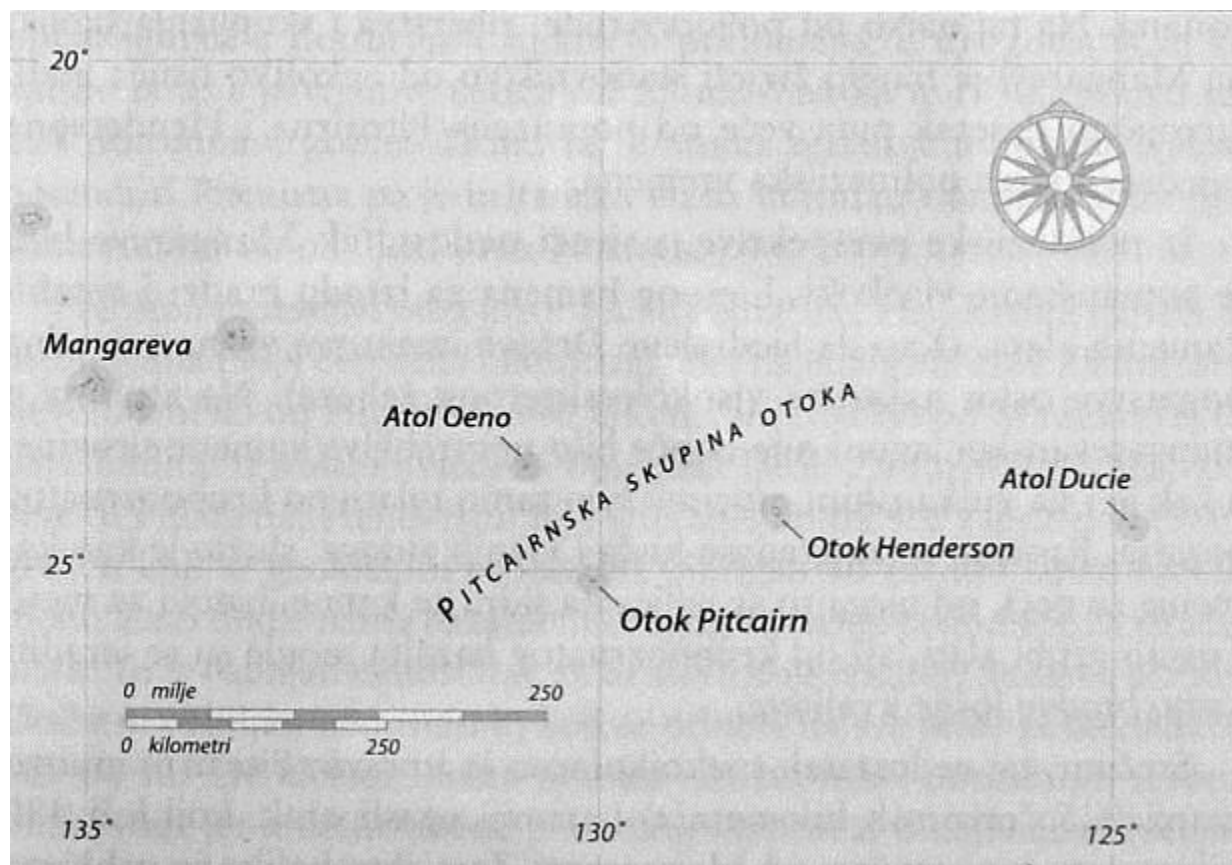 20°
Mangareva
Atol Oeno
PITCAIRNSKA SKUPINA OTOKA
Atol Ducie
Otok Henderson
25°
Otok Pitcairn
0 milje 250
0 kilometri 250
135° 130° 125°